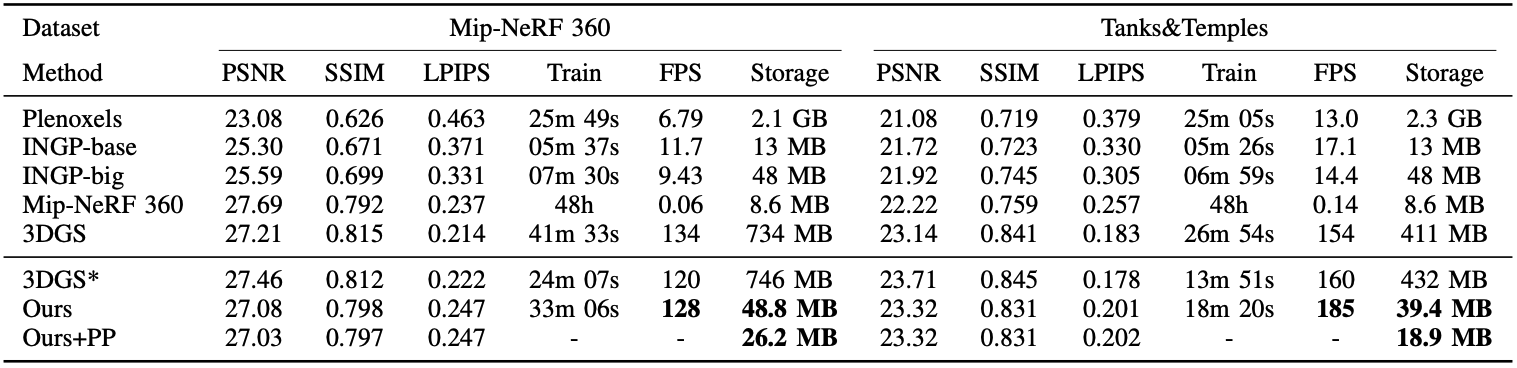 Dataset Mip-NeRF 360 Tanks&Temples
Method PSNR SSIM LPIPS Train FPS Storage PSNR SSIM LPIPS Train FPS Storage
Plenoxels 23.08 0.626 0.463 25m 49s 6.79 2.1 GB 21.08 0.719 0.379 25m 05s 13.0 2.3 GB
INGP-base 25.30 0.671 0.371 05m 37s 11.7 13 MB 21.72 0.723 0.330 05m 26s 17.1 13 MB
INGP-big 25.59 0.699 0.331 07m 30s 9.43 48 MB 21.92 0.745 0.305 06m 59s 14.4 48 MB
Mip-NeRF 360 27.69 0.792 0.237 48h 0.06 8.6 MB 22.22 0.759 0.257 48h 0.14 8.6 MB
3DGS 27.21 0.815 0.214 41m 33s 134 734 MB 23.14 0.841 0.183 26m 54s 154 411 MB
3DGS* 27.46 0.812 0.222 24m 07s 120 746 MB 23.71 0.845 0.178 13m 51s 160 432 MB
Ours 27.08 0.798 0.247 33m 06s 128 48.8 MB 23.32 0.831 0.201 18m 20s 185 39.4 MB
Ours+PP 27.03 0.797 0.247 - - 26.2 MB 23.32 0.831 0.202 - - 18.9 MB